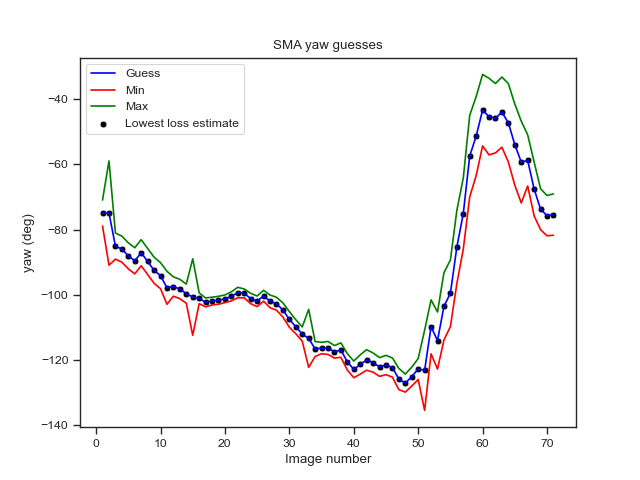 SMA yaw guesses
Guess
Min
Max
Lowest loss estimate
yaw (deg)
−40
−60
−80
−100
−120
−140
0 10 20 30 40 50 60 70
Image number